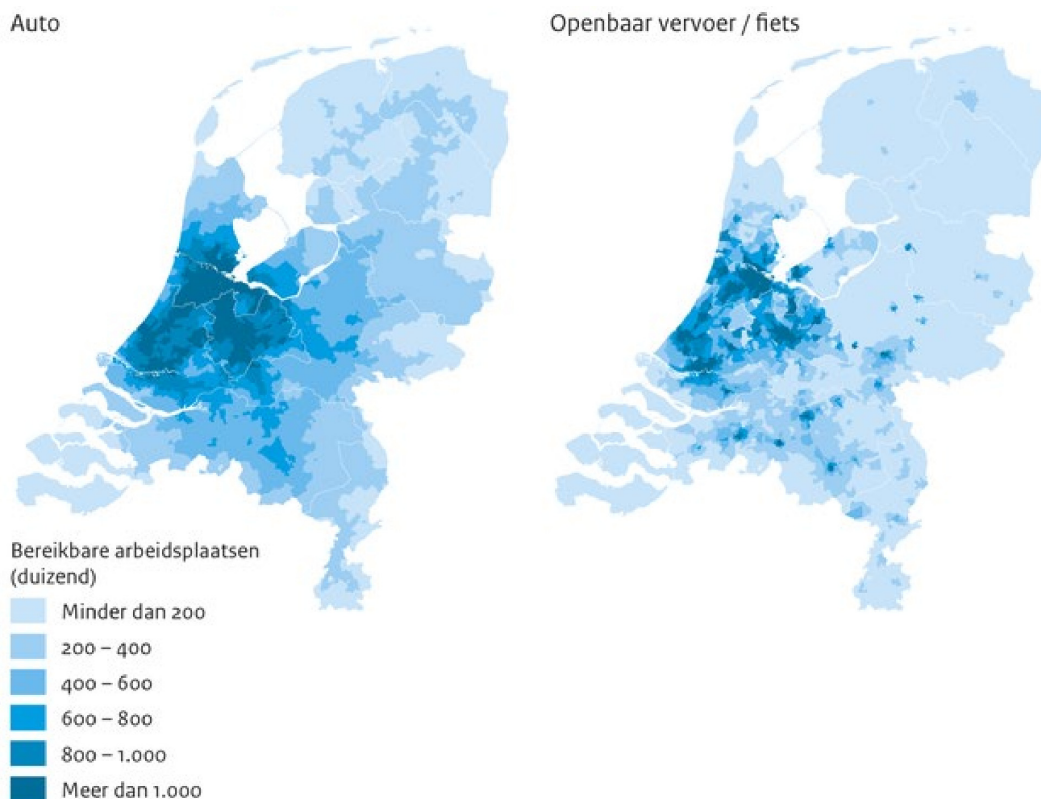 Auto
Openbaar vervoer / fiets
Bereikbare arbeidsplaatsen
(duizend)
Minder dan 200
200 – 400
400 – 600
600 – 800
800 – 1.000
Meer dan 1.000